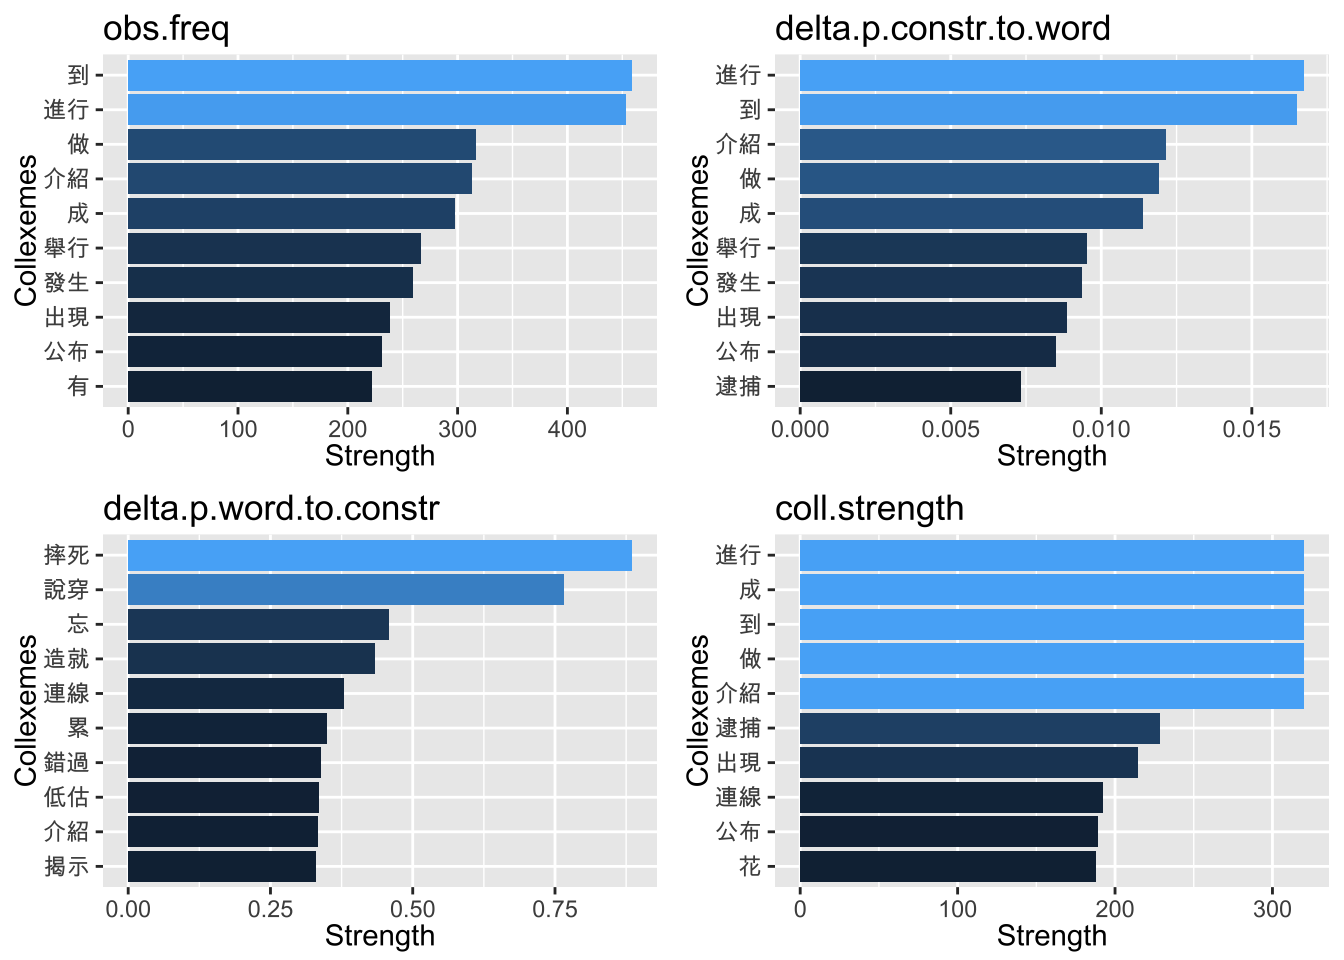 obs.freq
Collexemes
到
進行
做
介紹
成
舉行
發生
出現
公布
有
0 100 200 300 400
Strength
delta.p.constr.to.word
Collexemes
進行
到
介紹
做
成
舉行
發生
出現
公布
逮捕
0.000 0.005 0.010 0.015
Strength
delta.p.word.to.constr
Collexemes
摔死
說穿
忘
造就
連線
累
錯過
低估
介紹
揭示
0.00 0.25 0.50 0.75
Strength
coll.strength
Collexemes
進行
成
到
做
介紹
逮捕
出現
連線
公布
花
0 100 200 300
Strength